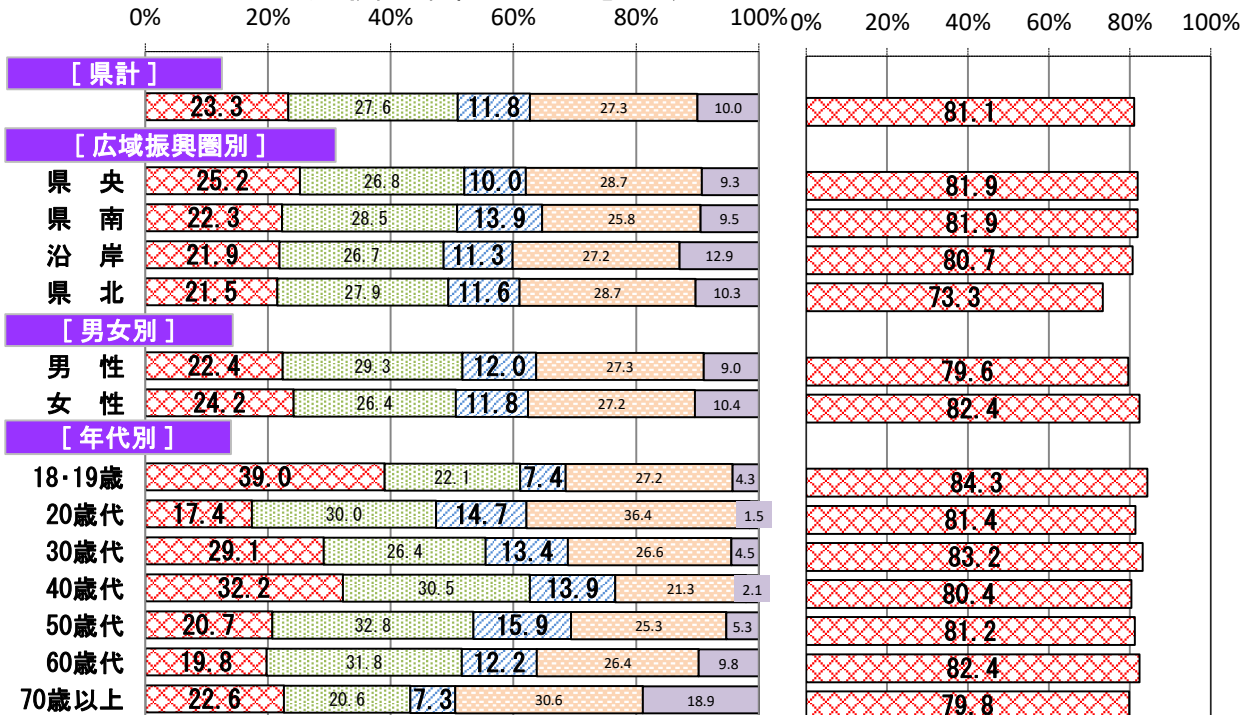 0% 20% 40% 60% 80% 100% 0% 20% 40% 60% 80% 100%
[ 県計 ]
23.3 27.6 11.8 27.3 10.0 81.1
[ 広域振興圏別 ]
県 央 25.2 26.8 10.0 28.7 9.3 81.9
県 南 22.3 28.5 13.9 25.8 9.5 81.9
沿 岸 21.9 26.7 11.3 27.2 12.9 80.7
県 北 21.5 27.9 11.6 28.7 10.3 73.3
[ 男女別 ]
男 性 22.4 29.3 12.0 27.3 9.0 79.6
女 性 24.2 26.4 11.8 27.2 10.4 82.4
[ 年代別 ]
18・19歳 39.0 22.1 7.4 27.2 4.3 84.3
20歳代 17.4 30.0 14.7 36.4 1.5 81.4
30歳代 29.1 26.4 13.4 26.6 4.5 83.2
40歳代 32.2 30.5 13.9 21.3 2.1 80.4
50歳代 20.7 32.8 15.9 25.3 5.3 81.2
60歳代 19.8 31.8 12.2 26.4 9.8 82.4
70歳以上 22.6 20.6 7.3 30.6 18.9 79.8